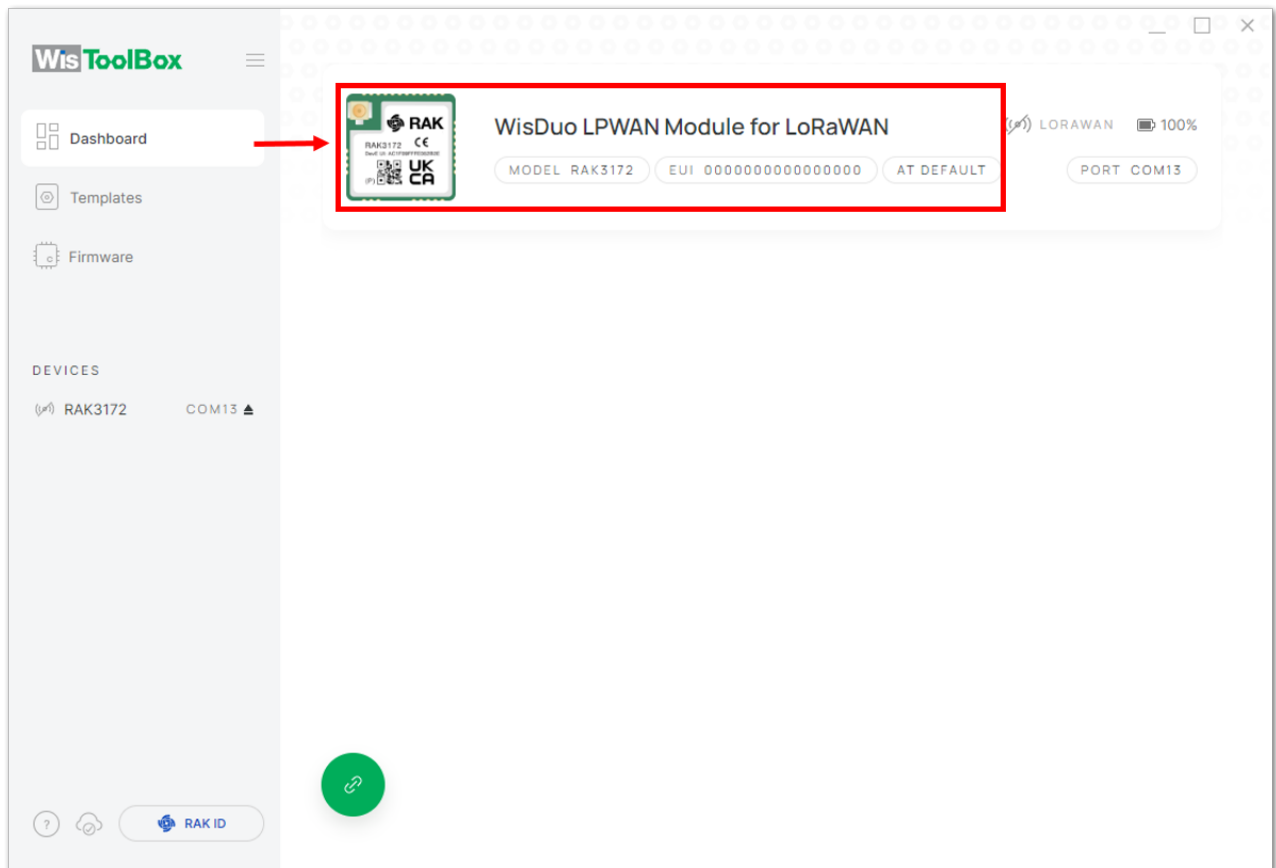 WisToolBox
Dashboard
Templates
Firmware
DEVICES
RAK3172 COM13
RAK ID
RAK
RAK3172 CE
UK
CA
(P)
WisDuo LPWAN Module for LoRaWAN
MODEL RAK3172 EUI 0000000000000000 AT DEFAULT
LORAWAN 100%
PORT COM13